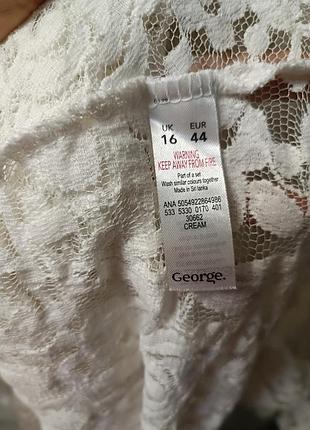 UK EUR
16 44
WARNING
KEEP AWAY FROM FIRE
Part of a set
Wash similar colours together
Made in Sri lanka
ANA 5054922864986
533 5330 0170 401
30662
CREAM
George.